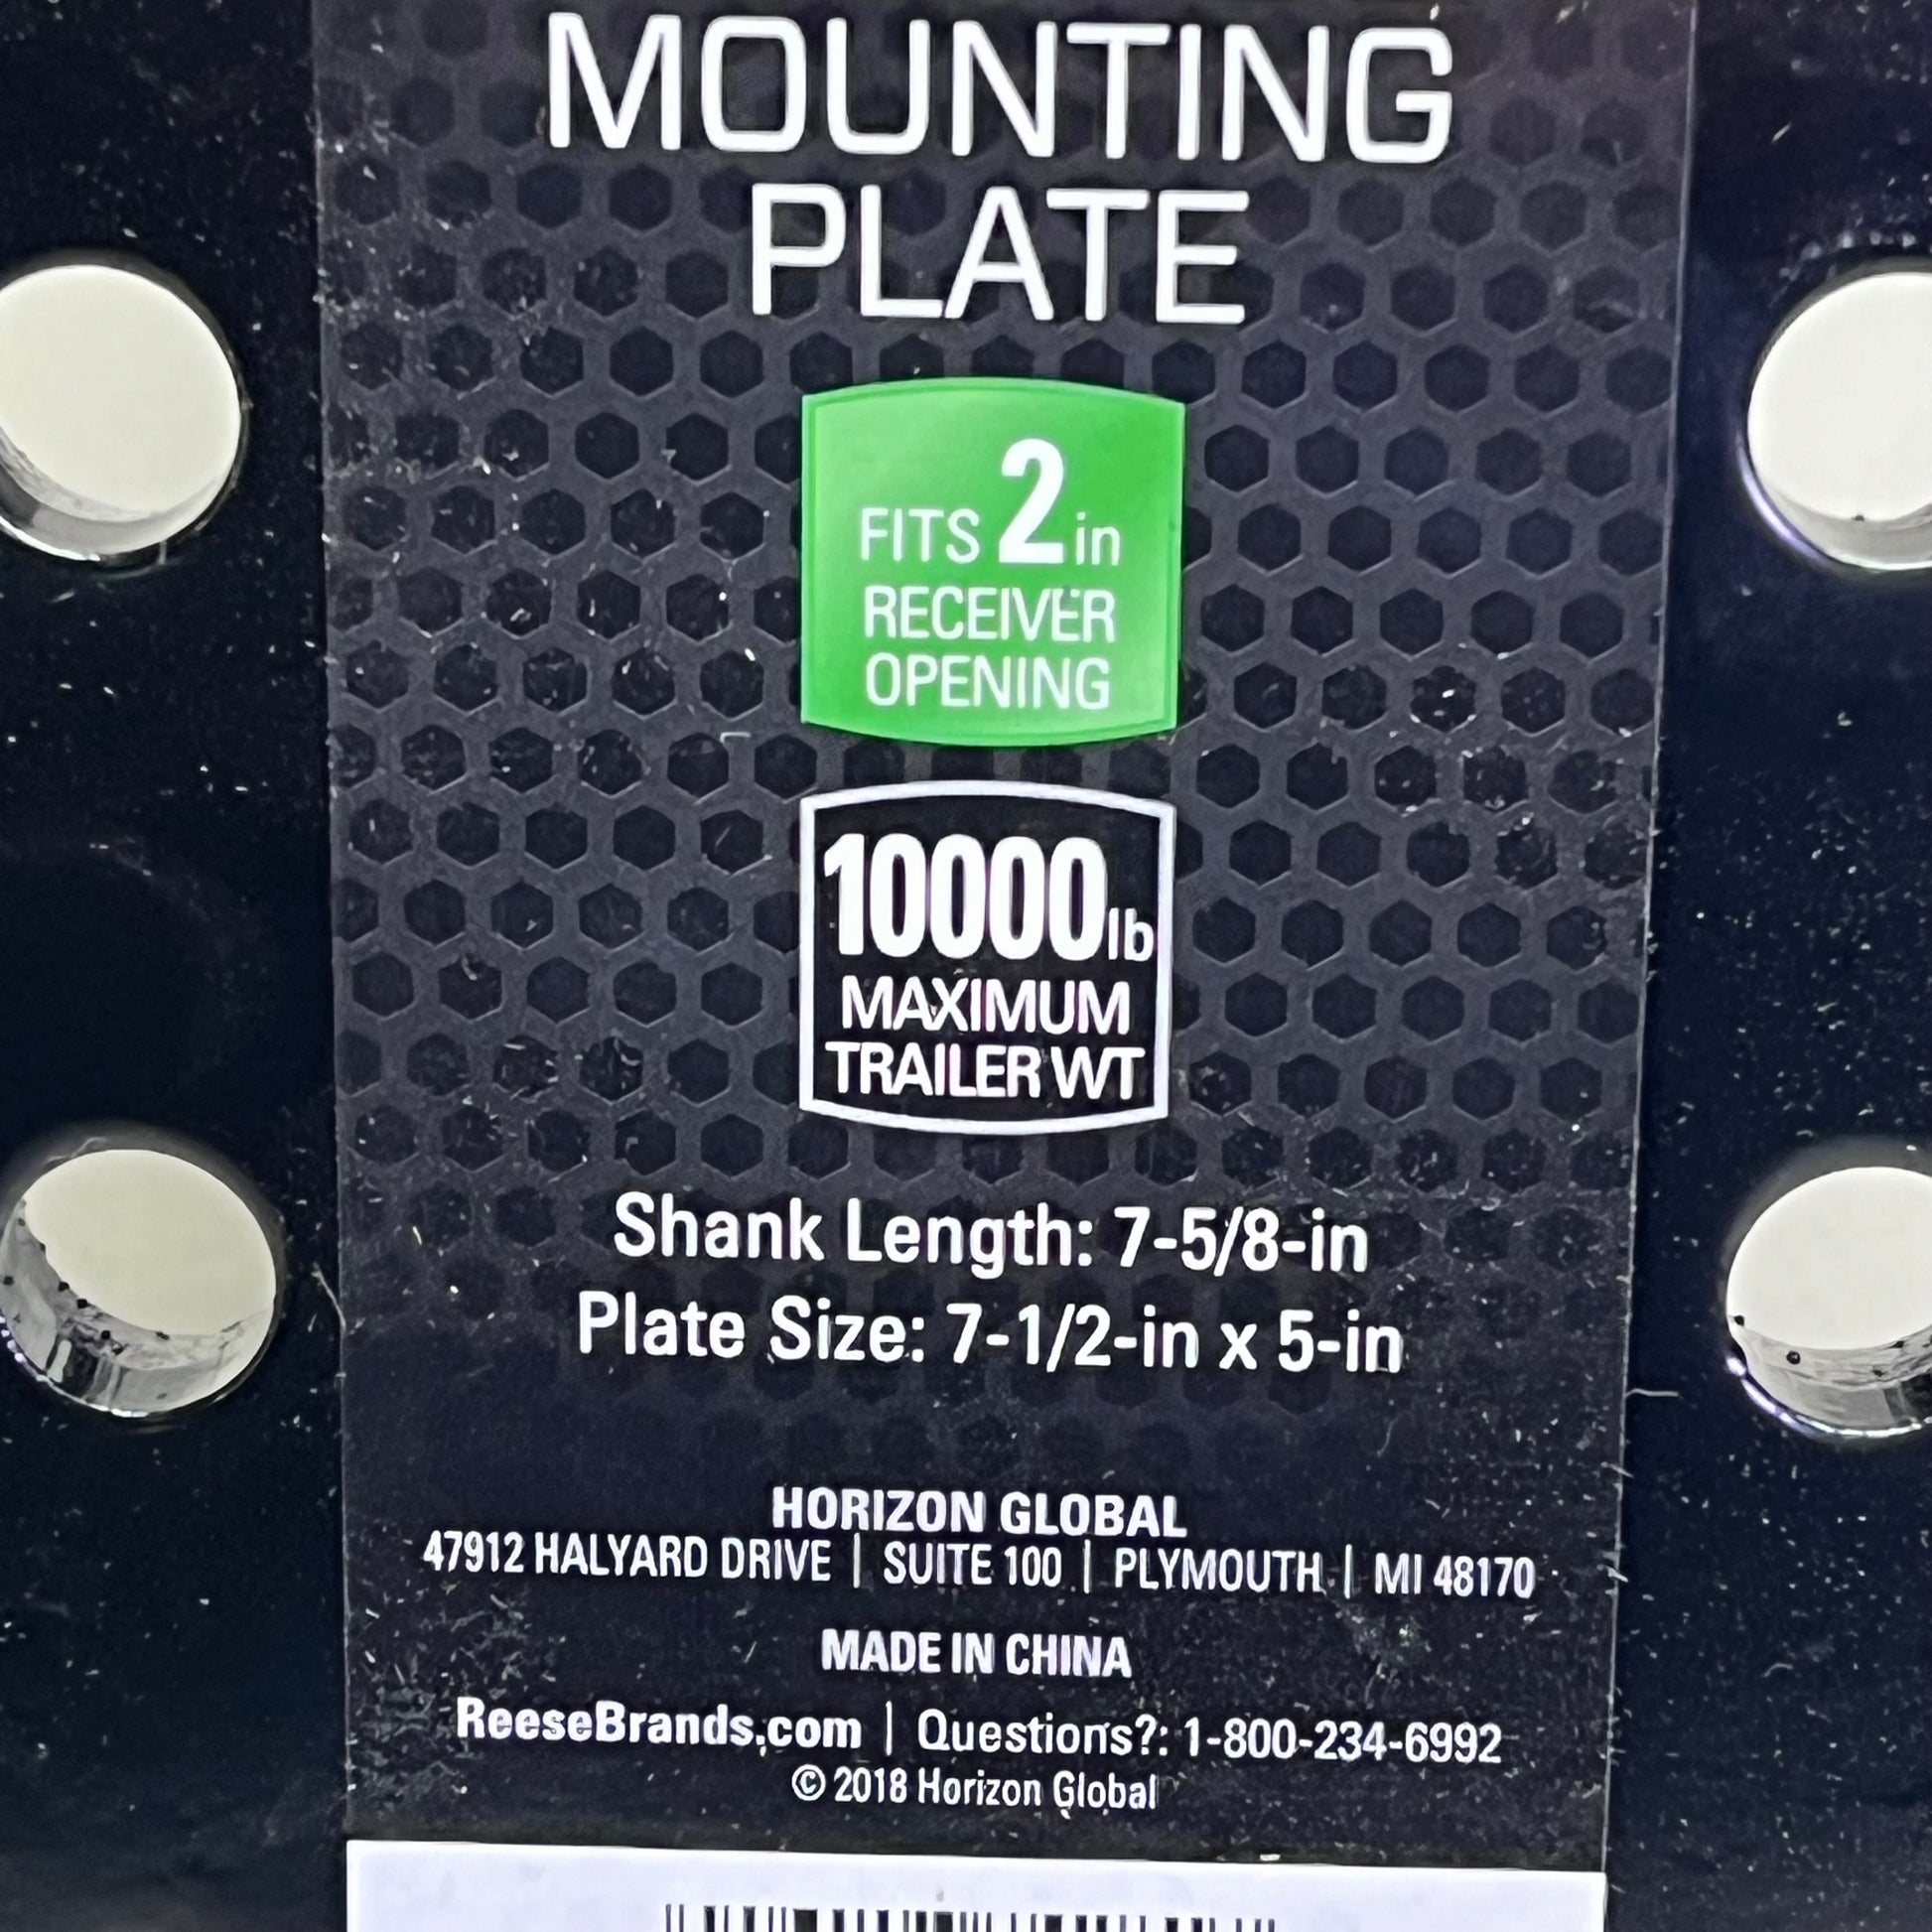 MOUNTING
PLATE
FITS 2 in
RECEIVER
OPENING
10000 lb
MAXIMUM
TRAILER WT
Shank Length: 7-5/8-in
Plate Size: 7-1/2-in x 5-in
HORIZON GLOBAL
47912 HALYARD DRIVE | SUITE 100 | PLYMOUTH | MI 48170
MADE IN CHINA
ReeseBrands.com | Questions?: 1-800-234-6992
© 2018 Horizon Global